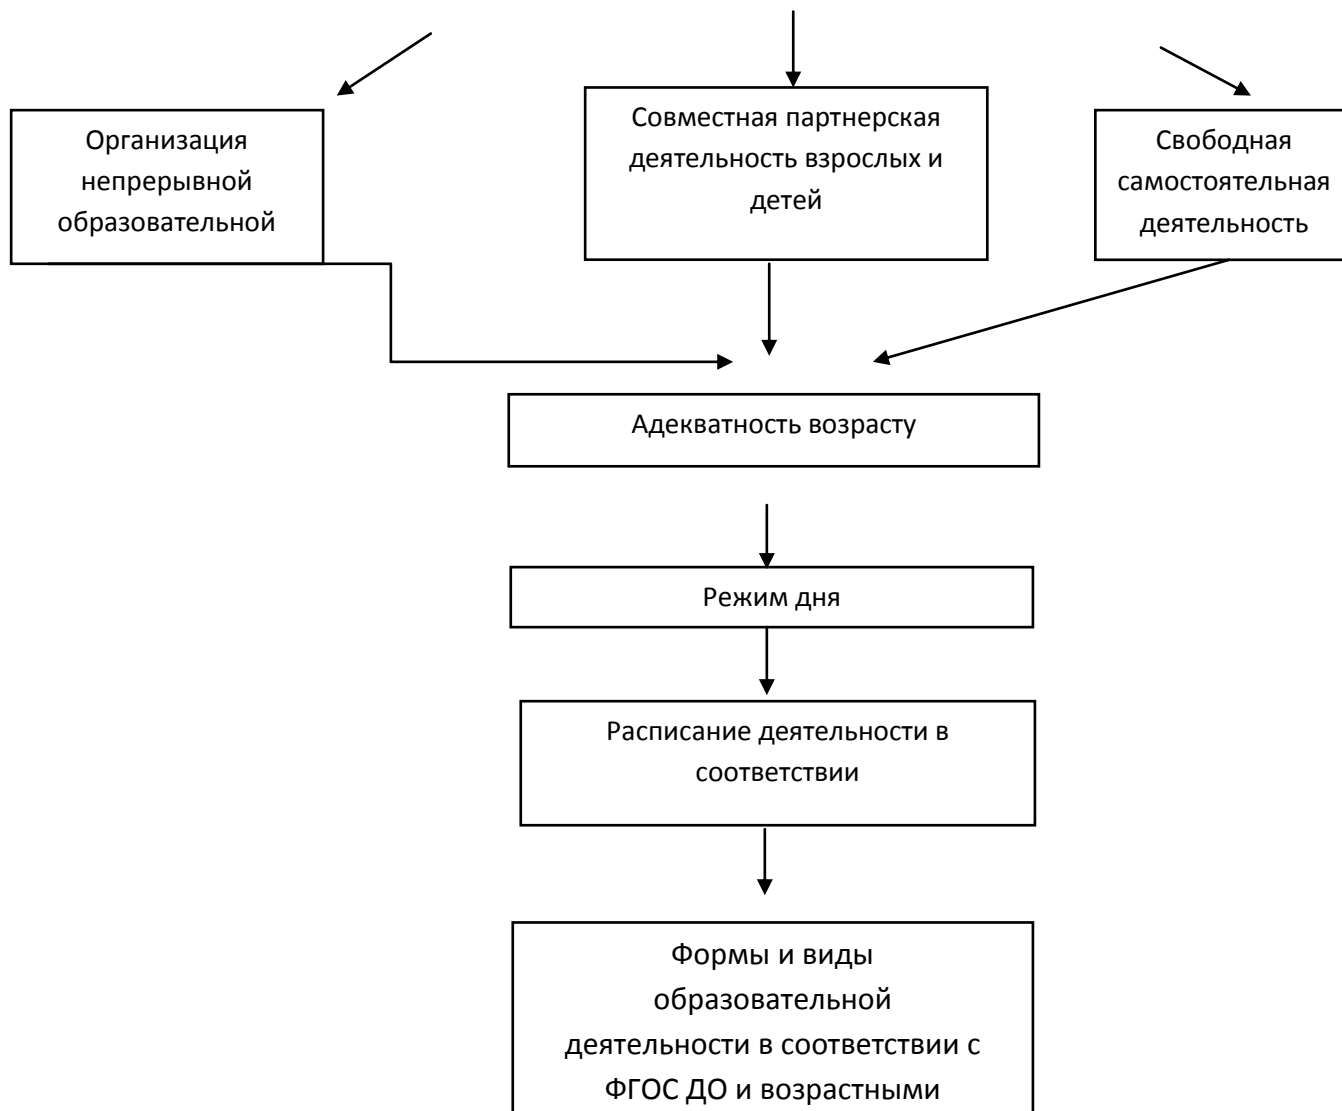 Организация
непрерывной
образовательной
Совместная партнерская
деятельность взрослых и
детей
Свободная
самостоятельная
деятельность
Адекватность возрасту
Режим дня
Расписание деятельности в
соответствии
Формы и виды
образовательной
деятельности в соответствии с
ФГОС ДО и возрастными